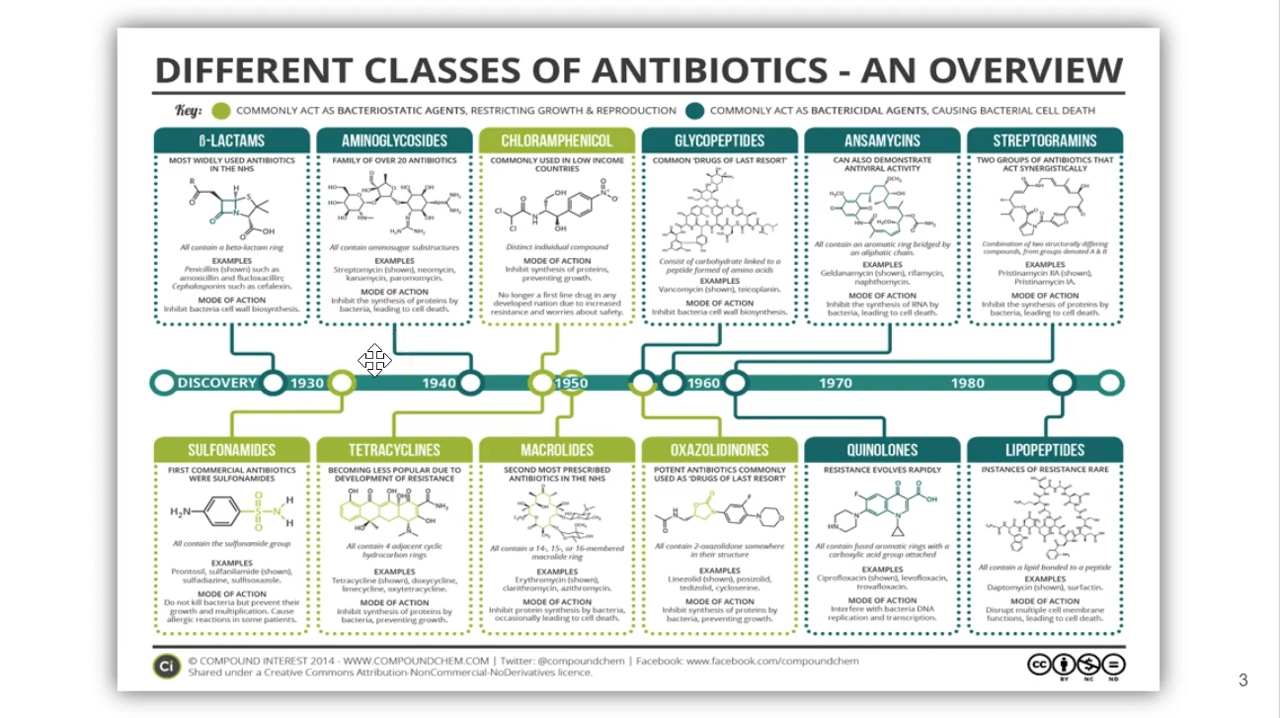 DIFFERENT CLASSES OF ANTIBIOTICS - AN OVERVIEW
Key: COMMONLY ACT AS BACTERIOSTATIC AGENTS, RESTRICTING GROWTH & REPRODUCTION COMMONLY ACT AS BACTERICIDAL AGENTS, CAUSING BACTERIAL CELL DEATH
β-LACTAMS
MOST WIDELY USED ANTIBIOTICS
IN THE NHS
All contain a beta-lactam ring
EXAMPLES
Penicillins (shown) such as
amoxicillin and flucloxacillin;
Cephalosporins such as cefalexin.
MODE OF ACTION
Inhibit bacteria cell wall biosynthesis.
AMINOGLYCOSIDES
FAMILY OF OVER 20 ANTIBIOTICS
All contain aminosugar substructures
EXAMPLES
Streptomycin (shown), neomycin,
kanamycin, paromomycin.
MODE OF ACTION
Inhibit the synthesis of proteins by
bacteria, leading to cell death.
CHLORAMPHENICOL
COMMONLY USED IN LOW INCOME
COUNTRIES
Distinct individual compound
MODE OF ACTION
Inhibit synthesis of proteins,
preventing growth.
No longer a first line drug in any
developed nation due to increased
resistance and worries about safety.
GLYCOPEPTIDES
COMMON 'DRUGS OF LAST RESORT'
Consist of carbohydrate linked to a
peptide formed of amino acids
EXAMPLES
Vancomycin (shown), teicoplanin.
MODE OF ACTION
Inhibit bacteria cell wall biosynthesis.
ANSAMYCINS
CAN ALSO DEMONSTRATE
ANTIVIRAL ACTIVITY
All contain an aromatic ring bridged by
an aliphatic chain.
EXAMPLES
Geldanamycin (shown), rifamycin,
naphthomycin.
MODE OF ACTION
Inhibit the synthesis of RNA by
bacteria, leading to cell death.
STREPTOGRAMINS
TWO GROUPS OF ANTIBIOTICS THAT
ACT SYNERGISTICALLY
Combination of two structurally differing
compounds, from groups denoted A & B
EXAMPLES
Pristinamycin IIA (shown),
Pristinamycin IA.
MODE OF ACTION
Inhibit the synthesis of proteins by
bacteria, leading to cell death.
DISCOVERY 1930 1940 1950 1960 1970 1980
SULFONAMIDES
FIRST COMMERCIAL ANTIBIOTICS
WERE SULFONAMIDES
All contain the sulfonamide group
EXAMPLES
Prontosil, sulfanilamide (shown),
sulfadiazine, sulfisoxazole.
MODE OF ACTION
Do not kill bacteria but prevent their
growth and multiplication. Cause
allergic reactions in some patients.
TETRACYCLINES
BECOMING LESS POPULAR DUE TO
DEVELOPMENT OF RESISTANCE
All contain 4 adjacent cyclic
hydrocarbon rings
EXAMPLES
Tetracycline (shown), doxycycline,
limecycline, oxytetracycline.
MODE OF ACTION
Inhibit synthesis of proteins by
bacteria, preventing growth.
MACROLIDES
SECOND MOST PRESCRIBED
ANTIBIOTICS IN THE NHS
All contain a 14-, 15-, or 16-membered
macrolide ring
EXAMPLES
Erythromycin (shown),
clarithromycin, azithromycin.
MODE OF ACTION
Inhibit protein synthesis by bacteria,
occasionally leading to cell death.
OXAZOLIDINONES
POTENT ANTIBIOTICS COMMONLY
USED AS 'DRUGS OF LAST RESORT'
All contain 2-oxazolidone somewhere
in their structure
EXAMPLES
Linezolid (shown), posizolid,
tedizolid, cycloserine.
MODE OF ACTION
Inhibit synthesis of proteins by
bacteria, preventing growth.
QUINOLONES
RESISTANCE EVOLVES RAPIDLY
All contain fused aromatic rings with a
carboxylic acid group attached
EXAMPLES
Ciprofloxacin (shown), levofloxacin,
trovafloxacin.
MODE OF ACTION
Interfere with bacteria DNA
replication and transcription.
LIPOPEPTIDES
INSTANCES OF RESISTANCE RARE
All contain a lipid bonded to a peptide
EXAMPLES
Daptomycin (shown), surfactin.
MODE OF ACTION
Disrupt multiple cell membrane
functions, leading to cell death.
Ci © COMPOUND INTEREST 2014 - WWW.COMPOUNDCHEM.COM | Twitter: @compoundchem | Facebook: www.facebook.com/compoundchem
Shared under a Creative Commons Attribution-NonCommercial-NoDerivatives licence.
cc BY NC ND
3